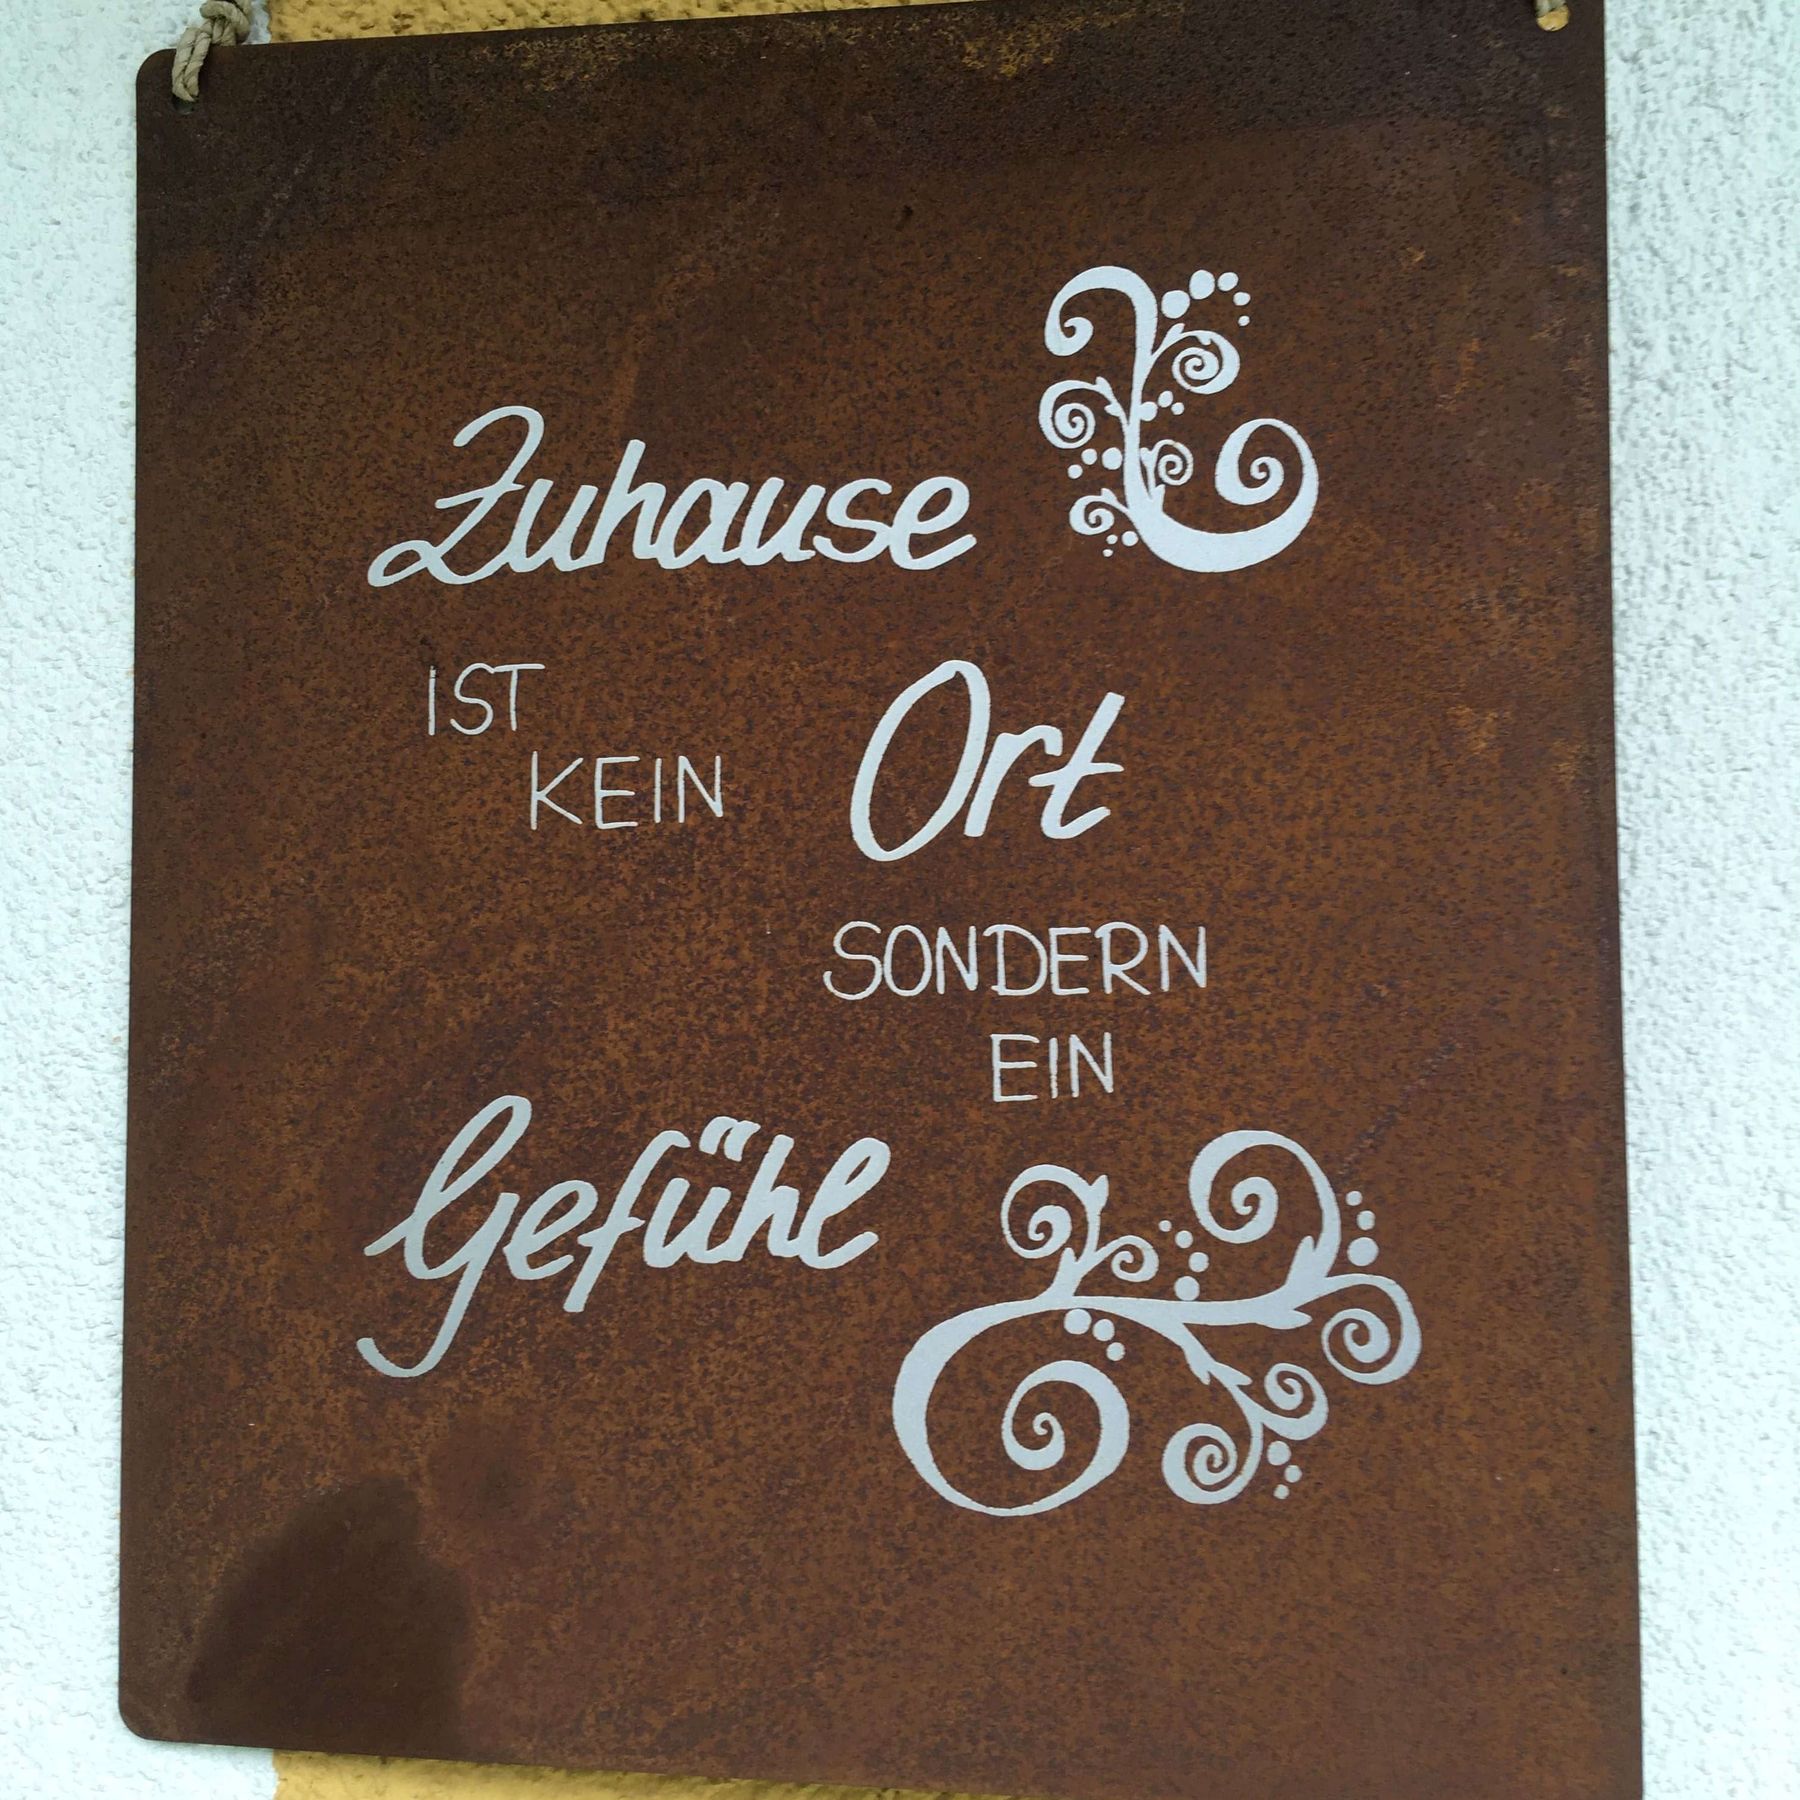 Zuhause
IST
KEIN Ort
SONDERN
EIN
Gefühl